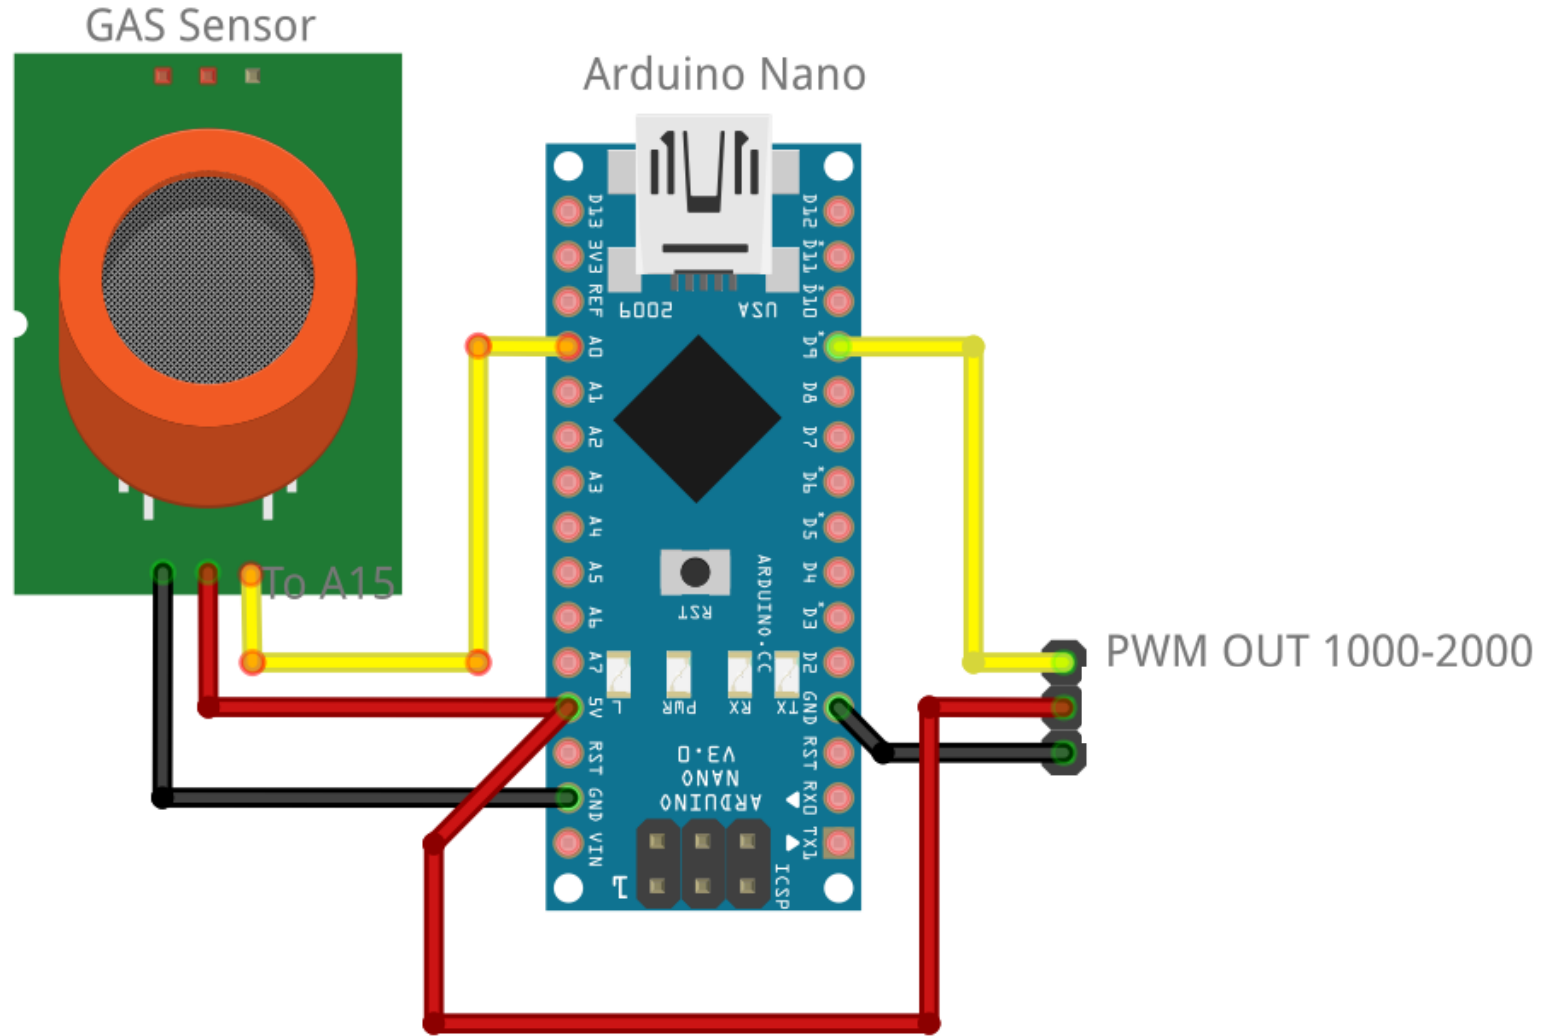 GAS Sensor
Arduino Nano
To A15
PWM OUT 1000-2000
D13
3V3
REF
A0
A1
A2
A3
A4
A5
A6
A7
5V
RST
GND
VIN
D12
D11
D10
D9
D8
D7
D6
D5
D4
D3
D2
GND
RST
RX0
TX1
2009
USA
RST
ARDUINO.CC
L
PWR
RX
TX
ARDUINO
NANO
V3.0
1
ICSP